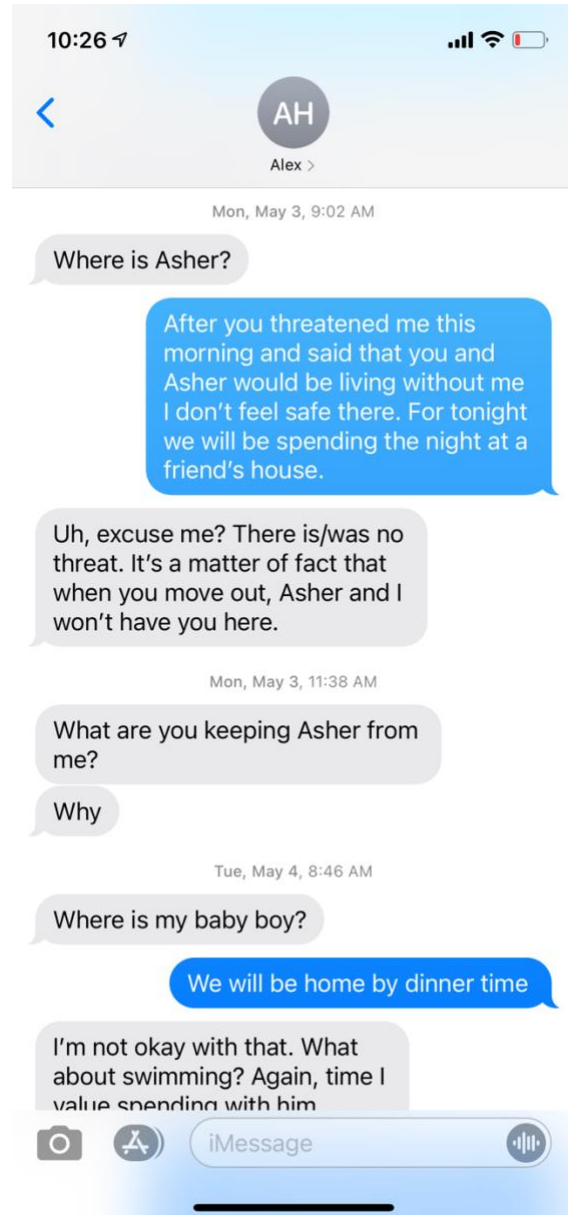 10:26
AH
Alex
Mon, May 3, 9:02 AM
Where is Asher?
After you threatened me this
morning and said that you and
Asher would be living without me
I don't feel safe there. For tonight
we will be spending the night at a
friend's house.
Uh, excuse me? There is/was no
threat. It's a matter of fact that
when you move out, Asher and I
won't have you here.
Mon, May 3, 11:38 AM
What are you keeping Asher from
me?
Why
Tue, May 4, 8:46 AM
Where is my baby boy?
We will be home by dinner time
I'm not okay with that. What
about swimming? Again, time I
value spending with him
iMessage